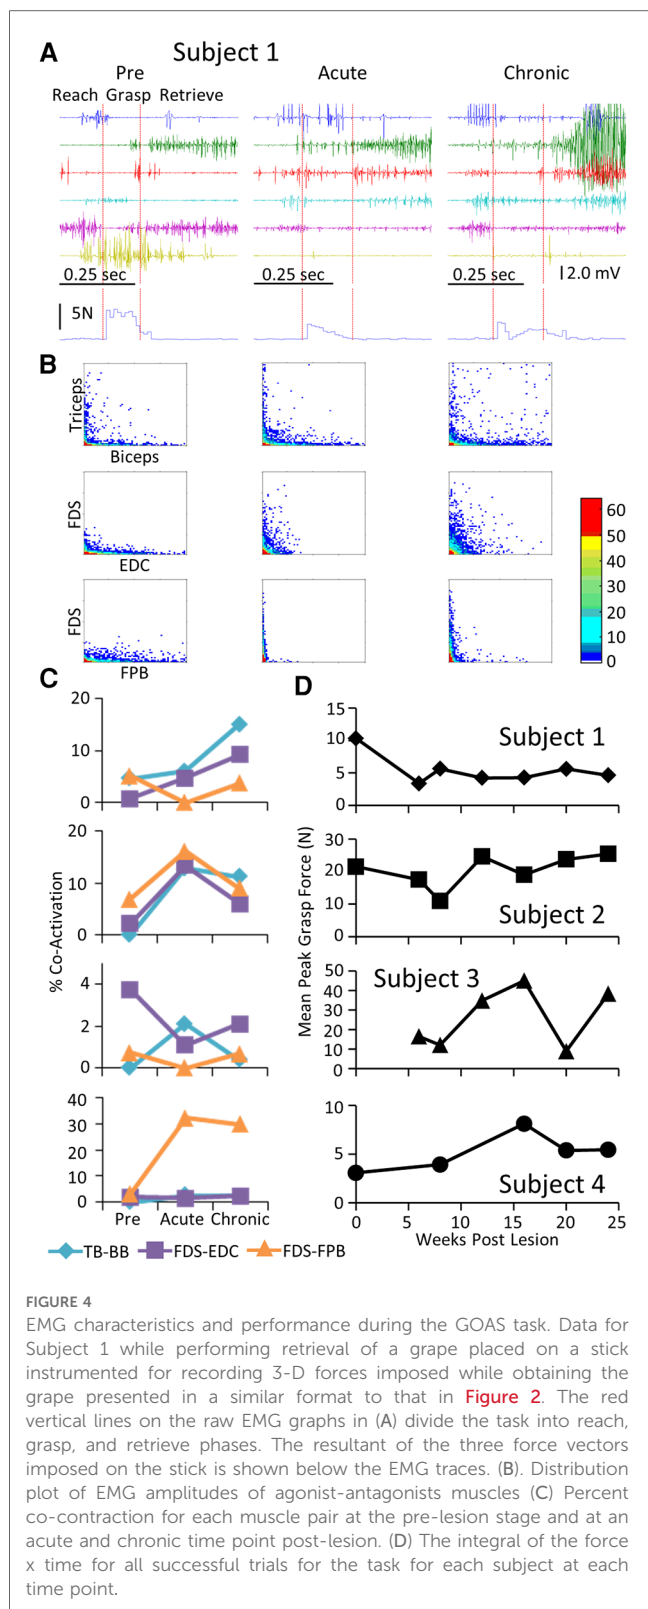 A
Subject 1
Pre
Acute
Chronic
Reach
Grasp
Retrieve
0.25 sec
0.25 sec
0.25 sec
2.0 mV
5N
B
Triceps
Biceps
FDS
EDC
FDS
FPB
60
50
40
30
20
10
0
C
D
20
10
0
20
10
0
4
2
0
40
30
20
10
0
% Co-Activation
Pre
Acute
Chronic
15
10
5
0
Subject 1
30
20
10
0
Subject 2
50
40
30
20
10
0
Subject 3
10
5
0
Subject 4
Mean Peak Grasp Force (N)
0 5 10 15 20 25
Weeks Post Lesion
TB-BB
FDS-EDC
FDS-FPB
FIGURE 4
EMG characteristics and performance during the GOAS task. Data for
Subject 1 while performing retrieval of a grape placed on a stick
instrumented for recording 3-D forces imposed while obtaining the
grape presented in a similar format to that in Figure 2. The red
vertical lines on the raw EMG graphs in (A) divide the task into reach,
grasp, and retrieve phases. The resultant of the three force vectors
imposed on the stick is shown below the EMG traces. (B). Distribution
plot of EMG amplitudes of agonist-antagonists muscles (C) Percent
co-contraction for each muscle pair at the pre-lesion stage and at an
acute and chronic time point post-lesion. (D) The integral of the force
x time for all successful trials for the task for each subject at each
time point.